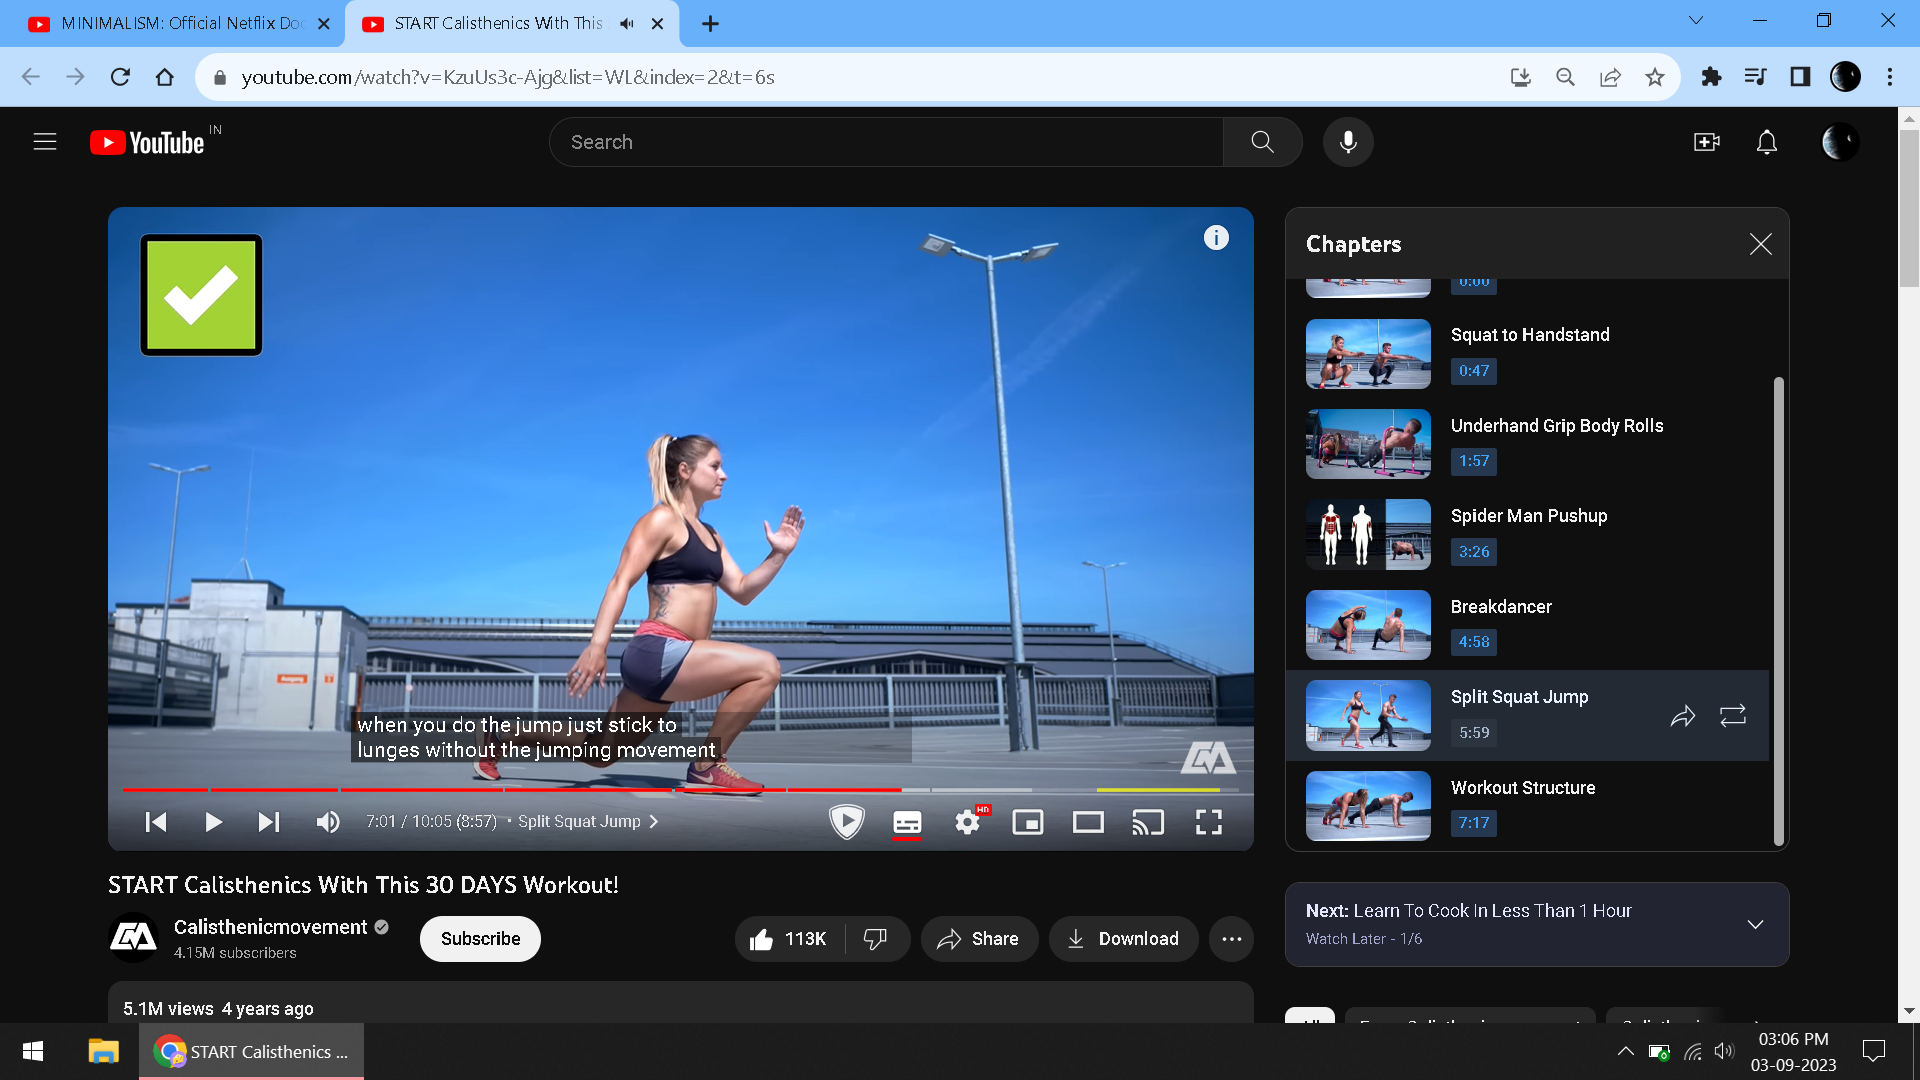 MINIMALISM: Official Netflix Doc
START Calisthenics With This
youtube.com/watch?v=KzuUs3c-Ajg&list=WL&index=2&t=6s
YouTube IN
Search
Chapters
0:00
Squat to Handstand
0:47
Underhand Grip Body Rolls
1:57
Spider Man Pushup
3:26
Breakdancer
4:58
Split Squat Jump
5:59
Workout Structure
7:17
when you do the jump just stick to
lunges without the jumping movement
7:01 / 10:05 (8:57) • Split Squat Jump
HD
START Calisthenics With This 30 DAYS Workout!
Calisthenicmovement
4.15M subscribers
Subscribe
113K
Share
Download
Next: Learn To Cook In Less Than 1 Hour
Watch Later - 1/6
5.1M views 4 years ago
START Calisthenics ...
03:06 PM
03-09-2023